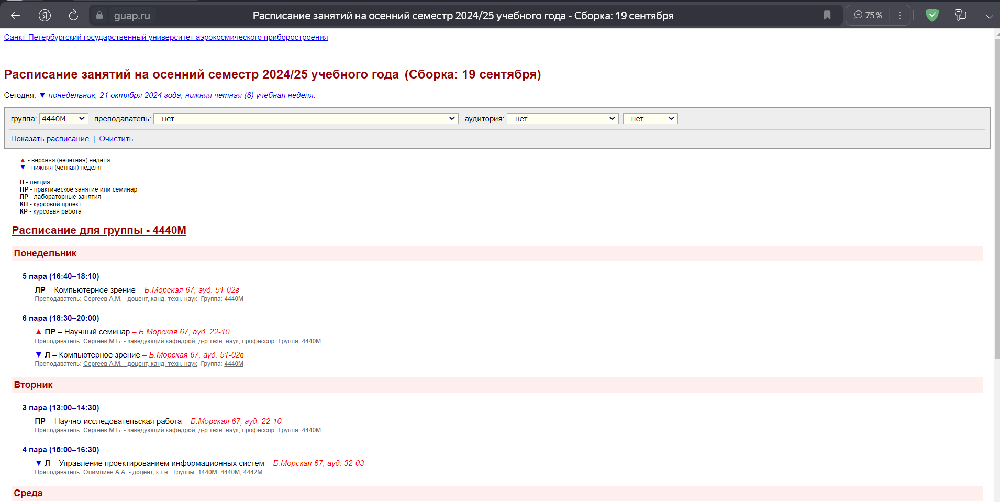 guap.ru Расписание занятий на осенний семестр 2024/25 учебного года - Сборка: 19 сентября 75 %
Санкт-Петербургский государственный университет аэрокосмического приборостроения
Расписание занятий на осенний семестр 2024/25 учебного года (Сборка: 19 сентября)
Сегодня: ▼ понедельник, 21 октября 2024 года, нижняя четная (8) учебная неделя.
группа: 4440М преподаватель: - нет - аудитория: - нет - - нет -
Показать расписание | Очистить
▲ - верхняя (нечетная) неделя
▼ - нижняя (четная) неделя
Л - лекция
ПР - практическое занятие или семинар
ЛР - лабораторные занятия
КП - курсовой проект
КР - курсовая работа
Расписание для группы - 4440М
Понедельник
5 пара (16:40–18:10)
ЛР – Компьютерное зрение – Б.Морская 67, ауд. 51-02в
Преподаватель: Сергеев А.М. - доцент, канд. техн. наук Группа: 4440М
6 пара (18:30–20:00)
▲ ПР – Научный семинар – Б.Морская 67, ауд. 22-10
Преподаватель: Сергеев М.Б. - заведующий кафедрой, д-р техн. наук, профессор Группа: 4440М
▼ Л – Компьютерное зрение – Б.Морская 67, ауд. 51-02в
Преподаватель: Сергеев А.М. - доцент, канд. техн. наук Группа: 4440М
Вторник
3 пара (13:00–14:30)
ПР – Научно-исследовательская работа – Б.Морская 67, ауд. 22-10
Преподаватель: Сергеев М.Б. - заведующий кафедрой, д-р техн. наук, профессор Группа: 4440М
4 пара (15:00–16:30)
▼ Л – Управление проектированием информационных систем – Б.Морская 67, ауд. 32-03
Преподаватель: Олимпиев А.А. - доцент, к.т.н. Группы: 1440М; 4440М; 4442М
Среда